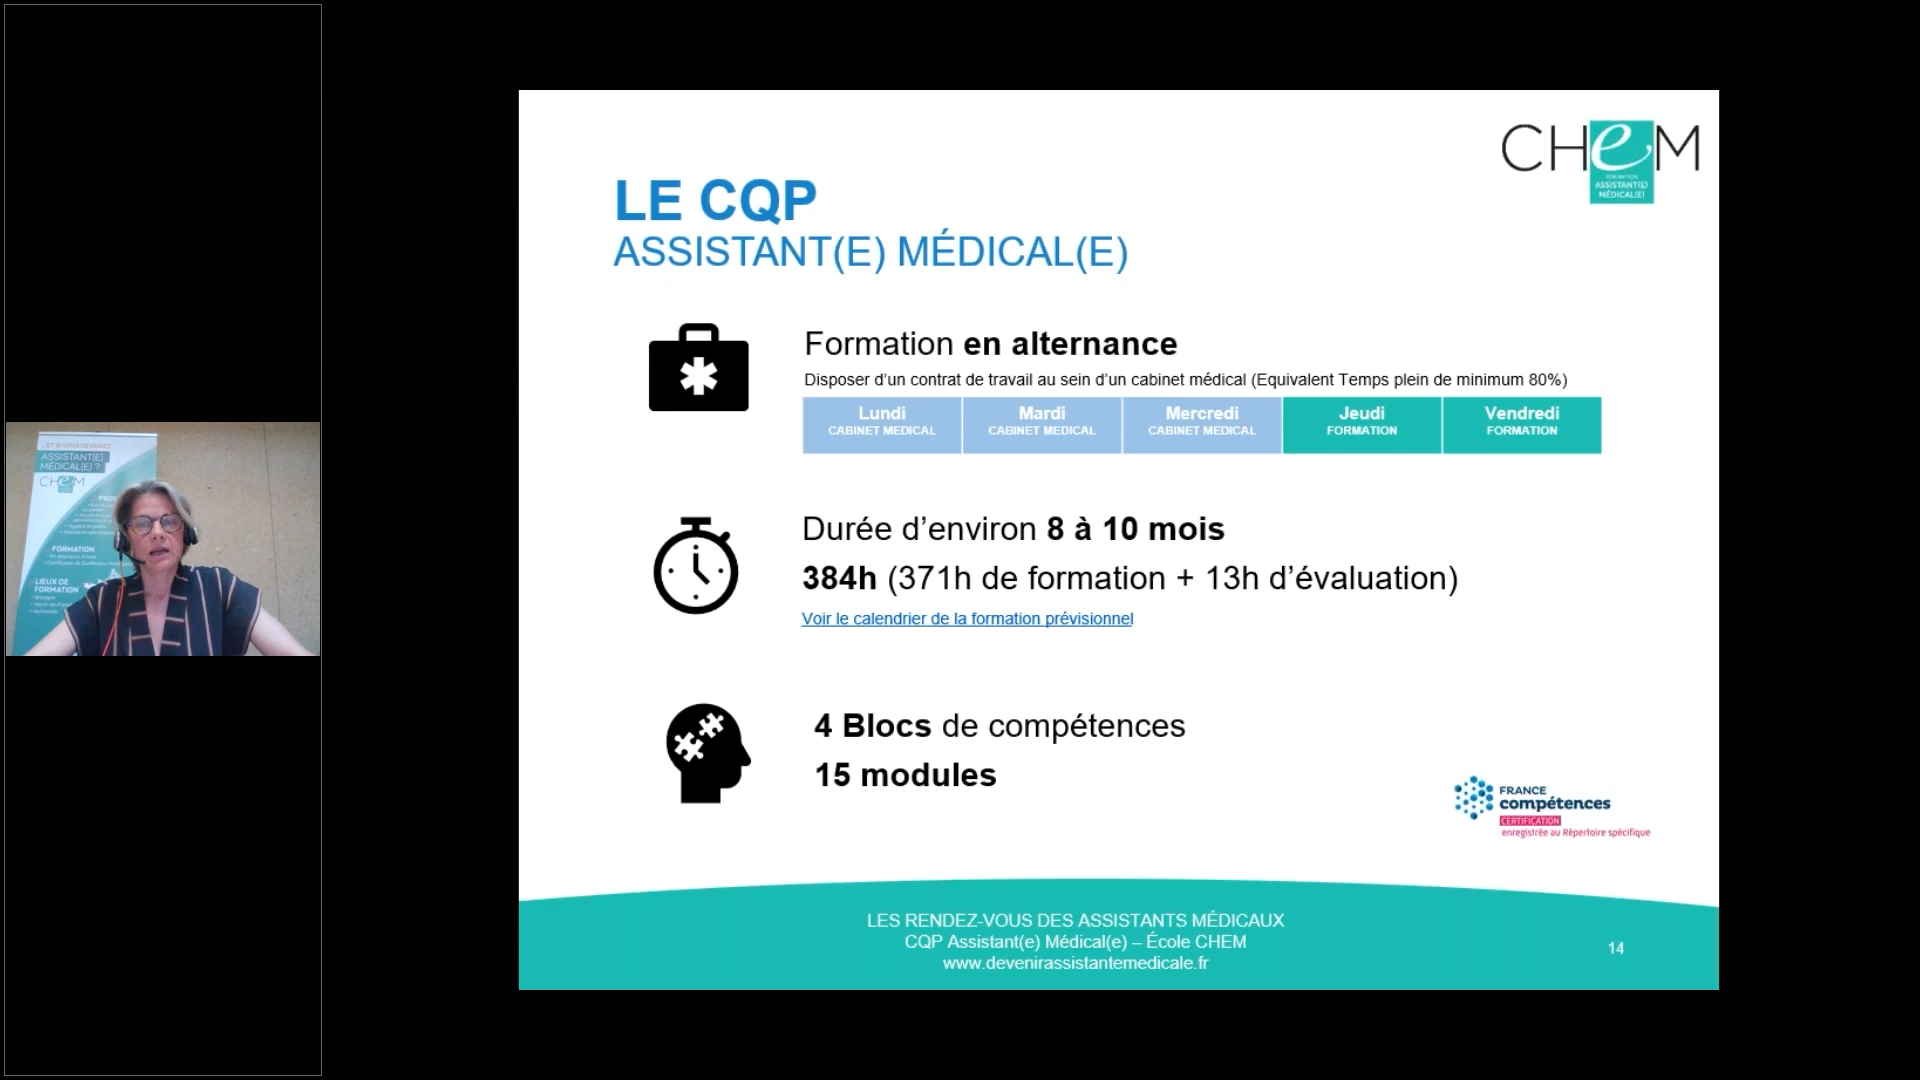 ...ET SI VOUS DEVENIEZ
ASSISTANT(E)
MÉDICAL(E) ?
CHeM
FORMATION
LIEUX DE
FORMATION
CHeM
FORMATION
ASSISTANT(E)
MÉDICAL(E)
LE CQP
ASSISTANT(E) MÉDICAL(E)
Formation en alternance
Disposer d’un contrat de travail au sein d’un cabinet médical (Equivalent Temps plein de minimum 80%)
Lundi Mardi Mercredi Jeudi Vendredi
CABINET MEDICAL CABINET MEDICAL CABINET MEDICAL FORMATION FORMATION
Durée d’environ 8 à 10 mois
384h (371h de formation + 13h d’évaluation)
Voir le calendrier de la formation prévisionnel
4 Blocs de compétences
15 modules
FRANCE
compétences
CERTIFICATION
enregistrée au Répertoire spécifique
LES RENDEZ-VOUS DES ASSISTANTS MÉDICAUX
CQP Assistant(e) Médical(e) – École CHEM
www.devenirassistantemedicale.fr
14